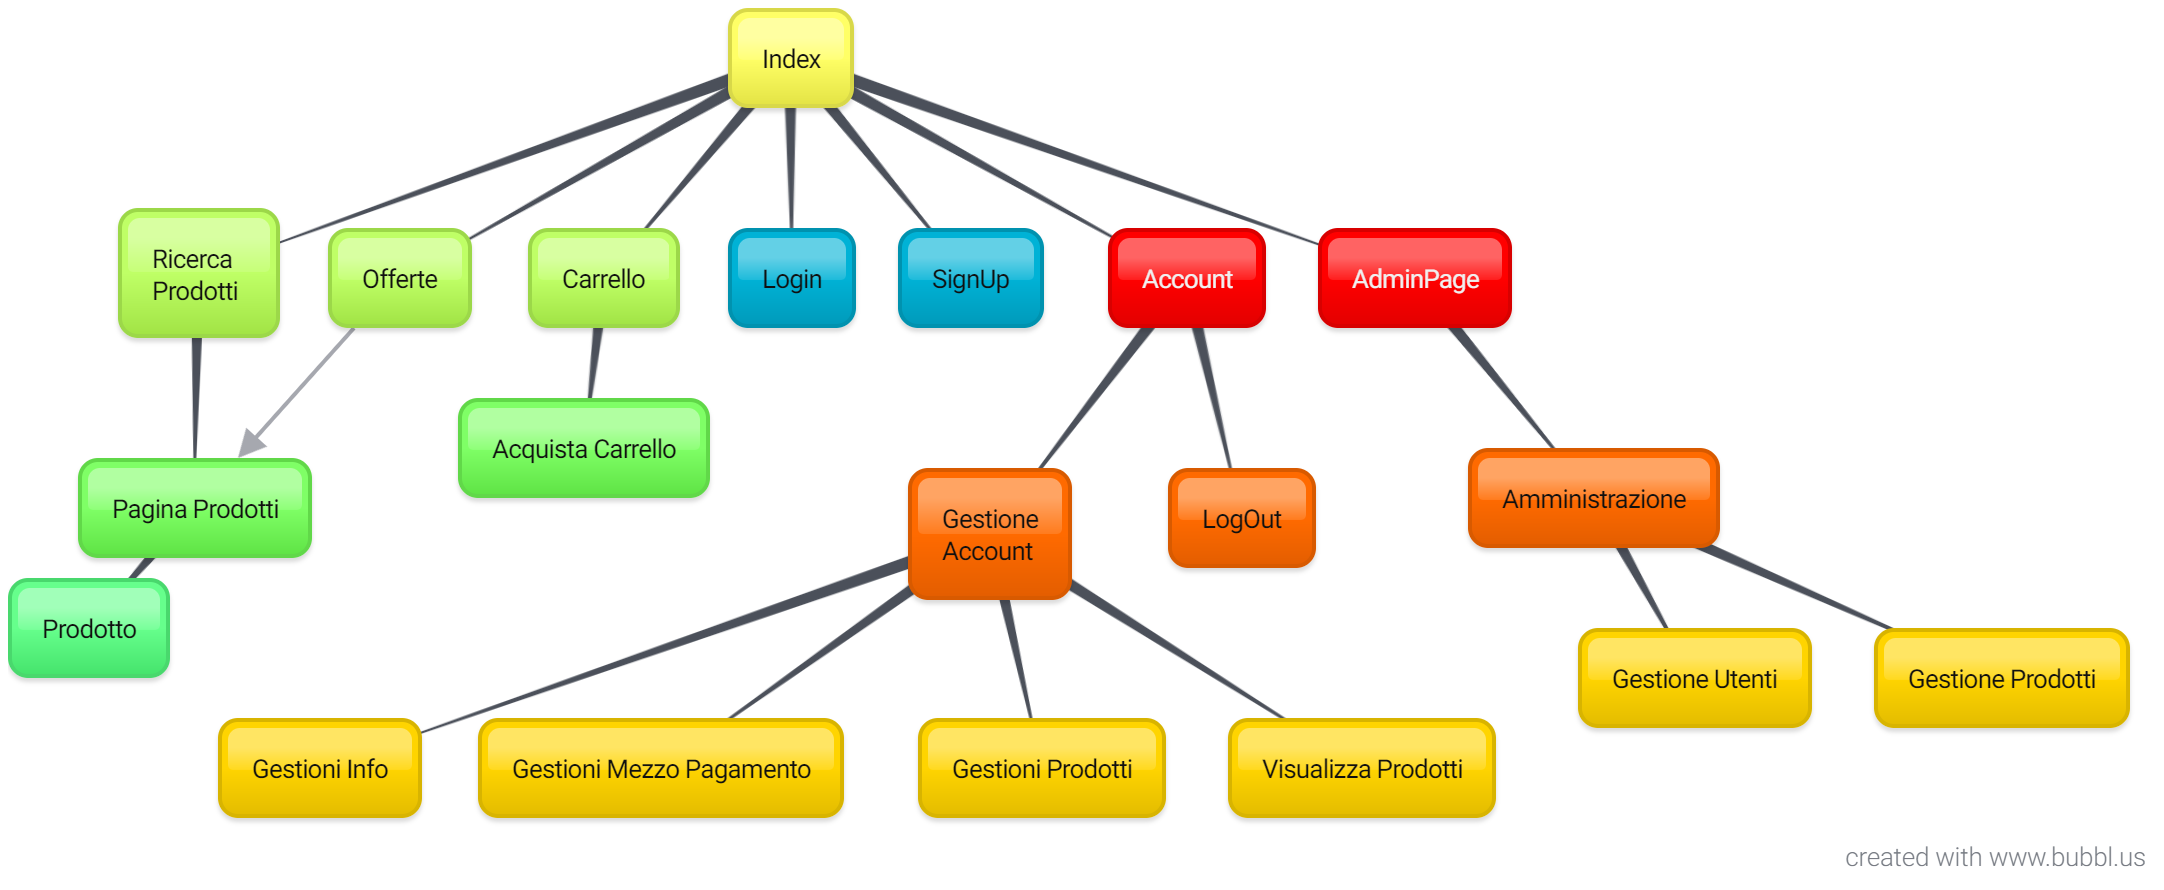 Index
Ricerca
Prodotti
Offerte
Carrello
Login
SignUp
Account
AdminPage
Acquista Carrello
Pagina Prodotti
Gestione
Account
LogOut
Amministrazione
Prodotto
Gestione Utenti
Gestione Prodotti
Gestioni Info
Gestioni Mezzo Pagamento
Gestioni Prodotti
Visualizza Prodotti
created with www.bubbl.us